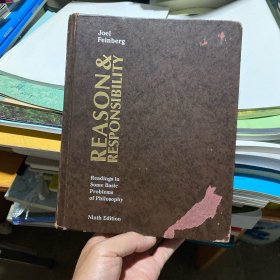 Joel
Feinberg
REASON &
RESPONSIBILITY
Readings in
Some Basic
Problems
of Philosophy
Ninth Edition